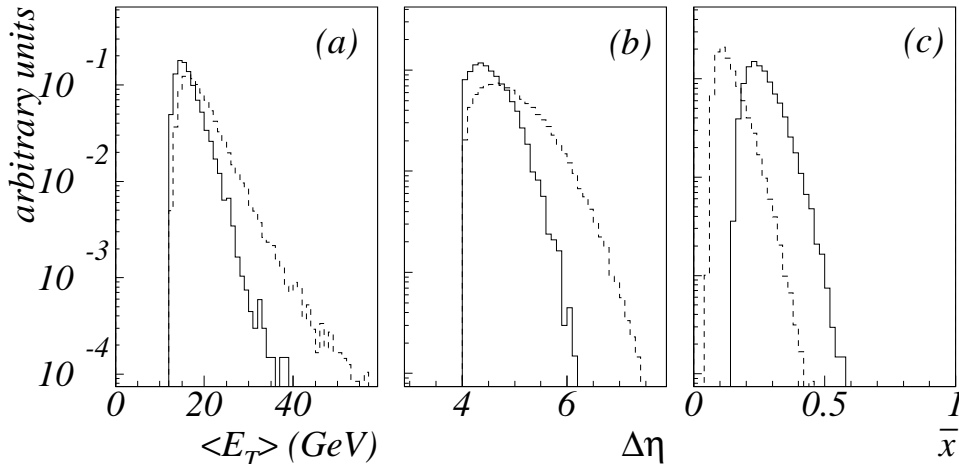 arbitrary units
10 -1
10 -2
10 -3
10 -4
(a)
(b)
(c)
0 20 40
4 6
0 0.5 1
<E_T> (GeV)
Δη
x̅